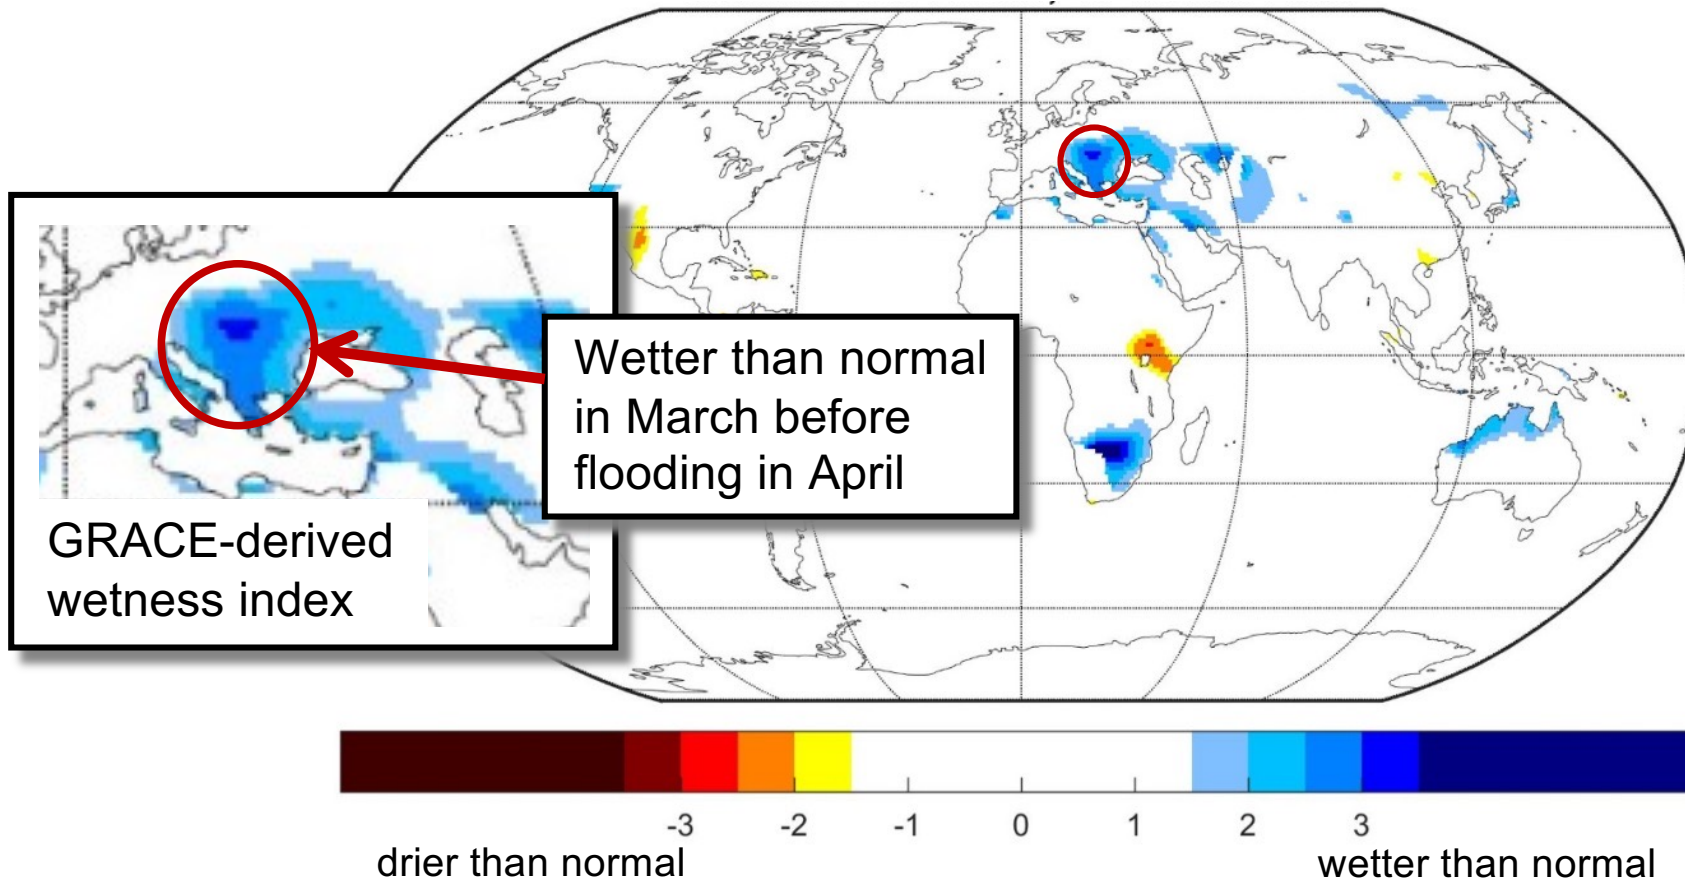 Wetter than normal
in March before
flooding in April
GRACE-derived
wetness index
-3 -2 -1 0 1 2 3
drier than normal
wetter than normal